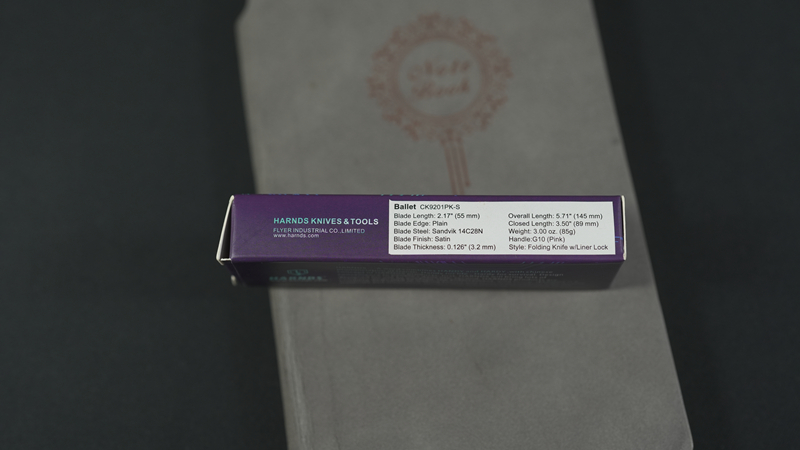 Note
Book
HARNDS KNIVES & TOOLS
FLYER INDUSTRIAL CO.,LIMITED
www.harnds.com
Ballet CK9201PK-S
Blade Length: 2.17" (55 mm)
Blade Edge: Plain
Blade Steel: Sandvik 14C28N
Blade Finish: Satin
Blade Thickness: 0.126" (3.2 mm)
Overall Length: 5.71" (145 mm)
Closed Length: 3.50" (89 mm)
Weight: 3.00 oz. (85g)
Handle:G10 (Pink)
Style: Folding Knife w/Liner Lock
HARNDS